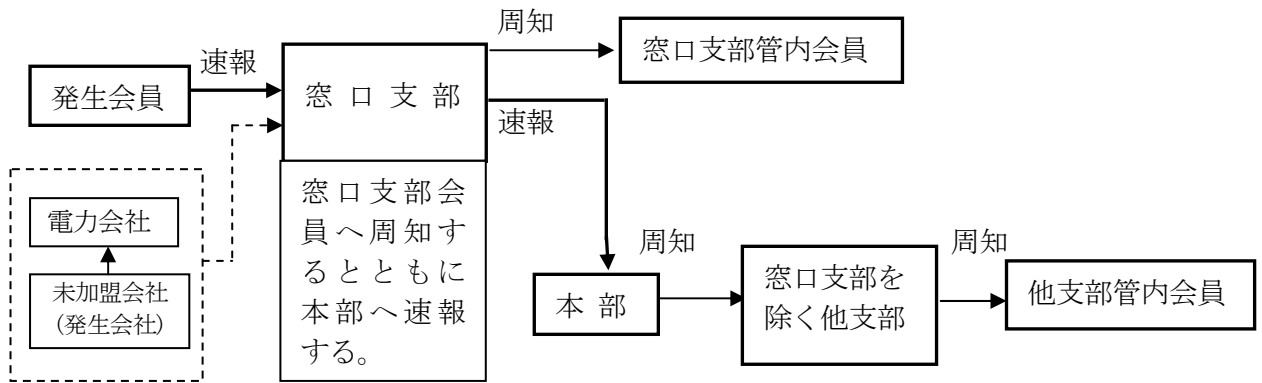 周知
窓口支部管内会員
速報
発生会員
窓口支部
速報
窓口支部会
員へ周知す
るとともに
本部へ速報
する。
電力会社
未加盟会社
(発生会社)
周知
本部
窓口支部を
除く他支部
周知
他支部管内会員